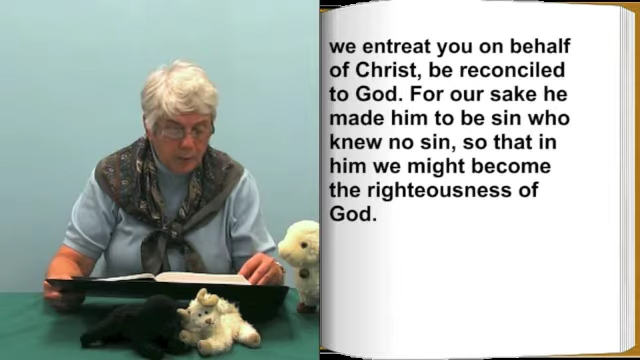 we entreat you on behalf
of Christ, be reconciled
to God. For our sake he
made him to be sin who
knew no sin, so that in
him we might become
the righteousness of
God.